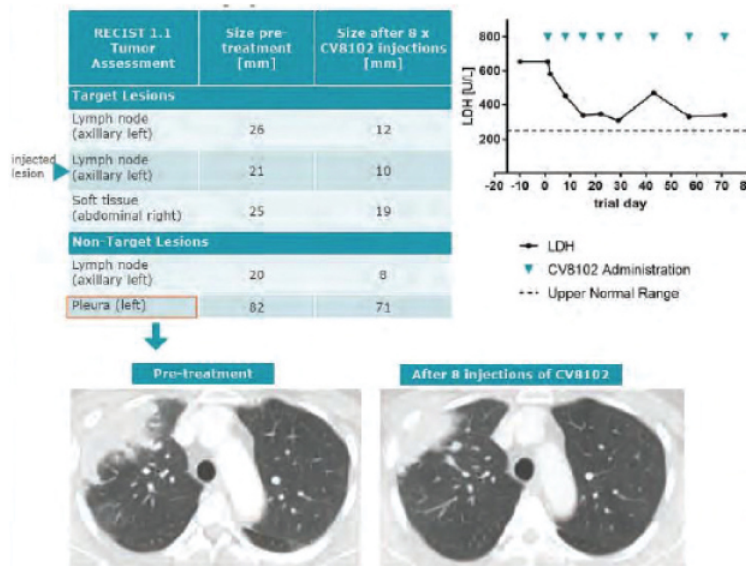 RECIST 1.1
Tumor
Assessment
Size pre-
treatment
[mm]
Size after 8 x
CV8102 injections
[mm]
Target Lesions
Lymph node
(axillary left)
26
12
injected
lesion
Lymph node
(axillary left)
21
10
Soft tissue
(abdominal right)
25
19
Non-Target Lesions
Lymph node
(axillary left)
20
8
Pleura (left)
82
71
LDH [U/L]
800
600
400
200
-20
-10
0
10
20
30
40
50
60
70
trial day
LDH
CV8102 Administration
Upper Normal Range
Pre-treatment
After 8 injections of CV8102